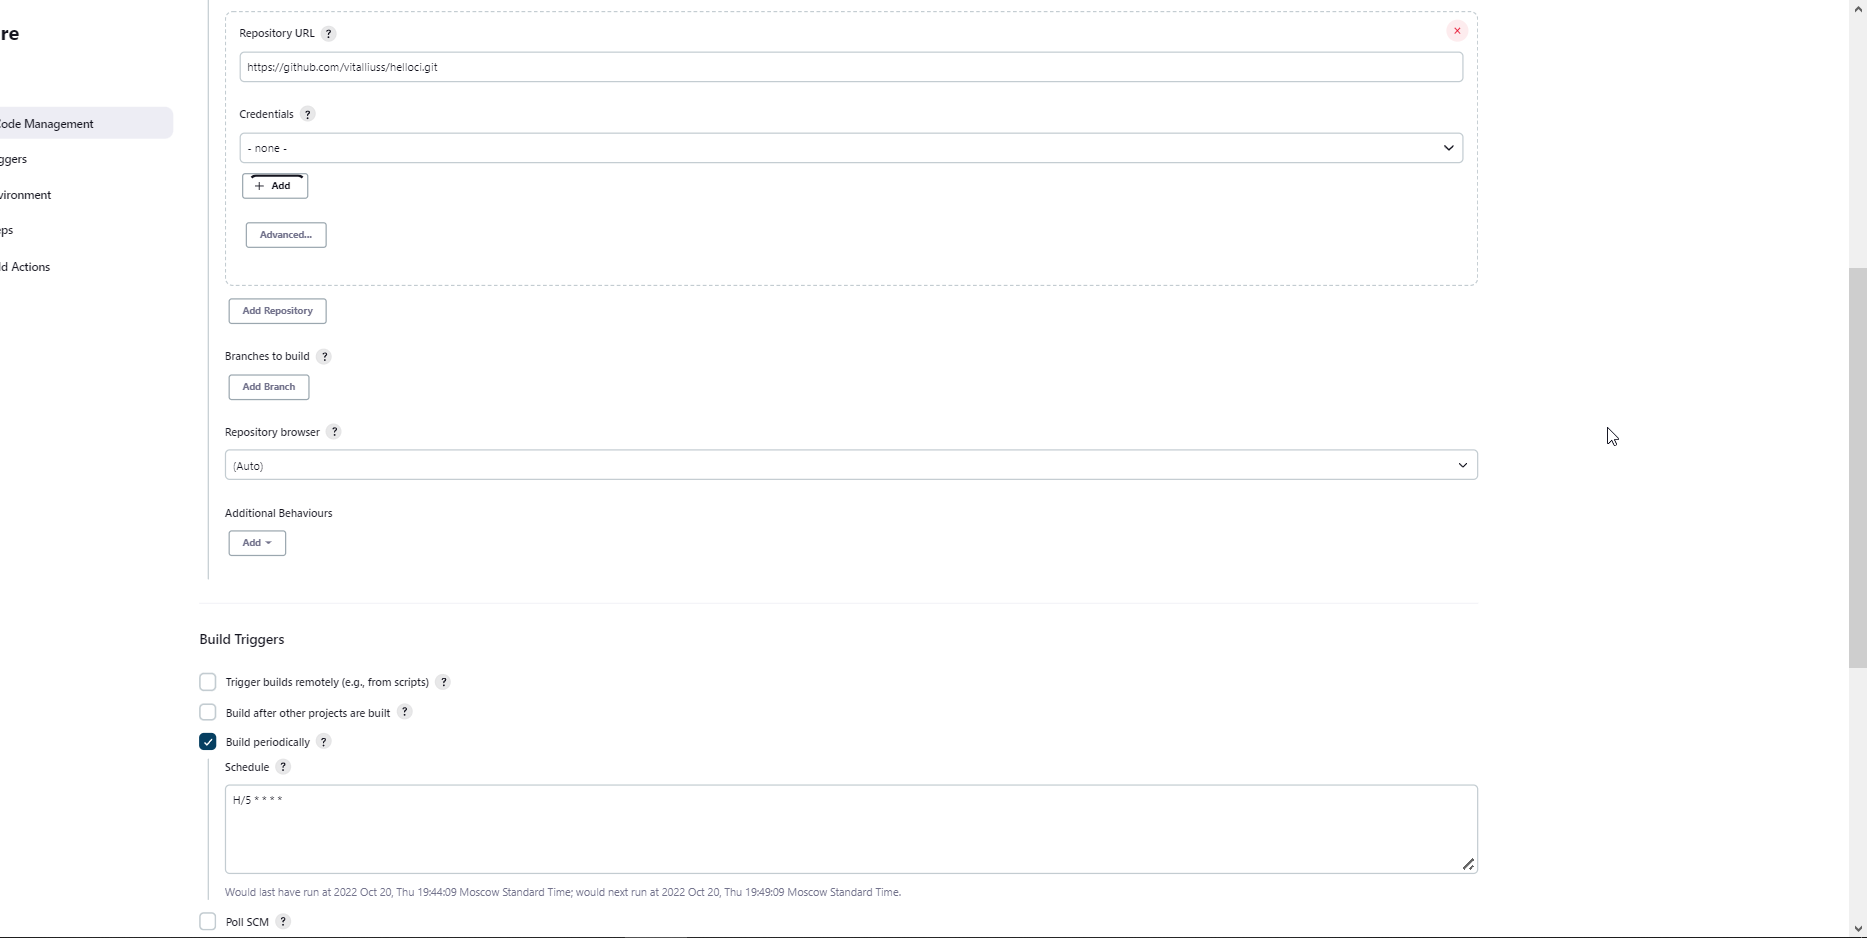 re
Code Management
ggers
vironment
eps
ld Actions
Repository URL ?
https://github.com/vitalliuss/helloci.git
Credentials ?
- none -
+ Add
Advanced...
Add Repository
Branches to build ?
Add Branch
Repository browser ?
(Auto)
Additional Behaviours
Add
Build Triggers
Trigger builds remotely (e.g., from scripts) ?
Build after other projects are built ?
Build periodically ?
Schedule ?
H/5 * * * *
Would last have run at 2022 Oct 20, Thu 19:44:09 Moscow Standard Time; would next run at 2022 Oct 20, Thu 19:49:09 Moscow Standard Time.
Poll SCM ?